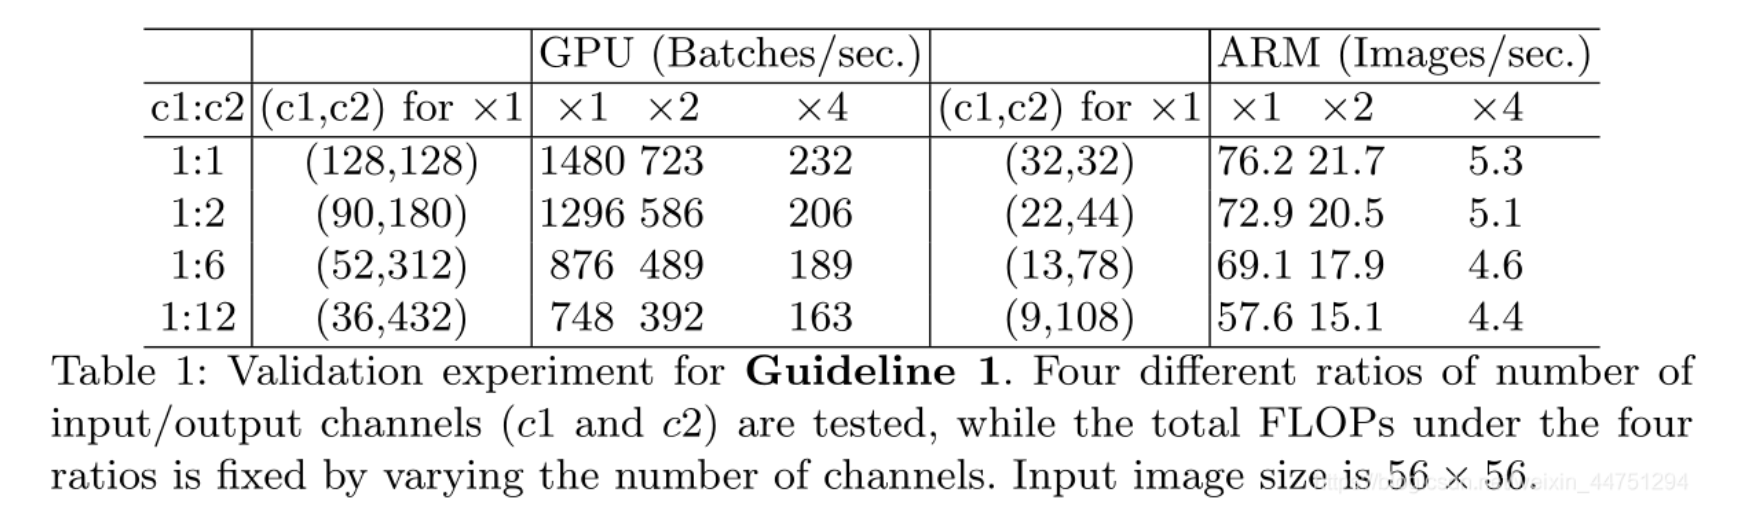 GPU (Batches/sec.) ARM (Images/sec.)
c1:c2 (c1,c2) for ×1 ×1 ×2 ×4 (c1,c2) for ×1 ×1 ×2 ×4
1:1 (128,128) 1480 723 232 (32,32) 76.2 21.7 5.3
1:2 (90,180) 1296 586 206 (22,44) 72.9 20.5 5.1
1:6 (52,312) 876 489 189 (13,78) 69.1 17.9 4.6
1:12 (36,432) 748 392 163 (9,108) 57.6 15.1 4.4
Table 1: Validation experiment for Guideline 1. Four different ratios of number of
input/output channels (c1 and c2) are tested, while the total FLOPs under the four
ratios is fixed by varying the number of channels. Input image size is 56 × 56.
https://blog.csdn.net/weixin_44751294